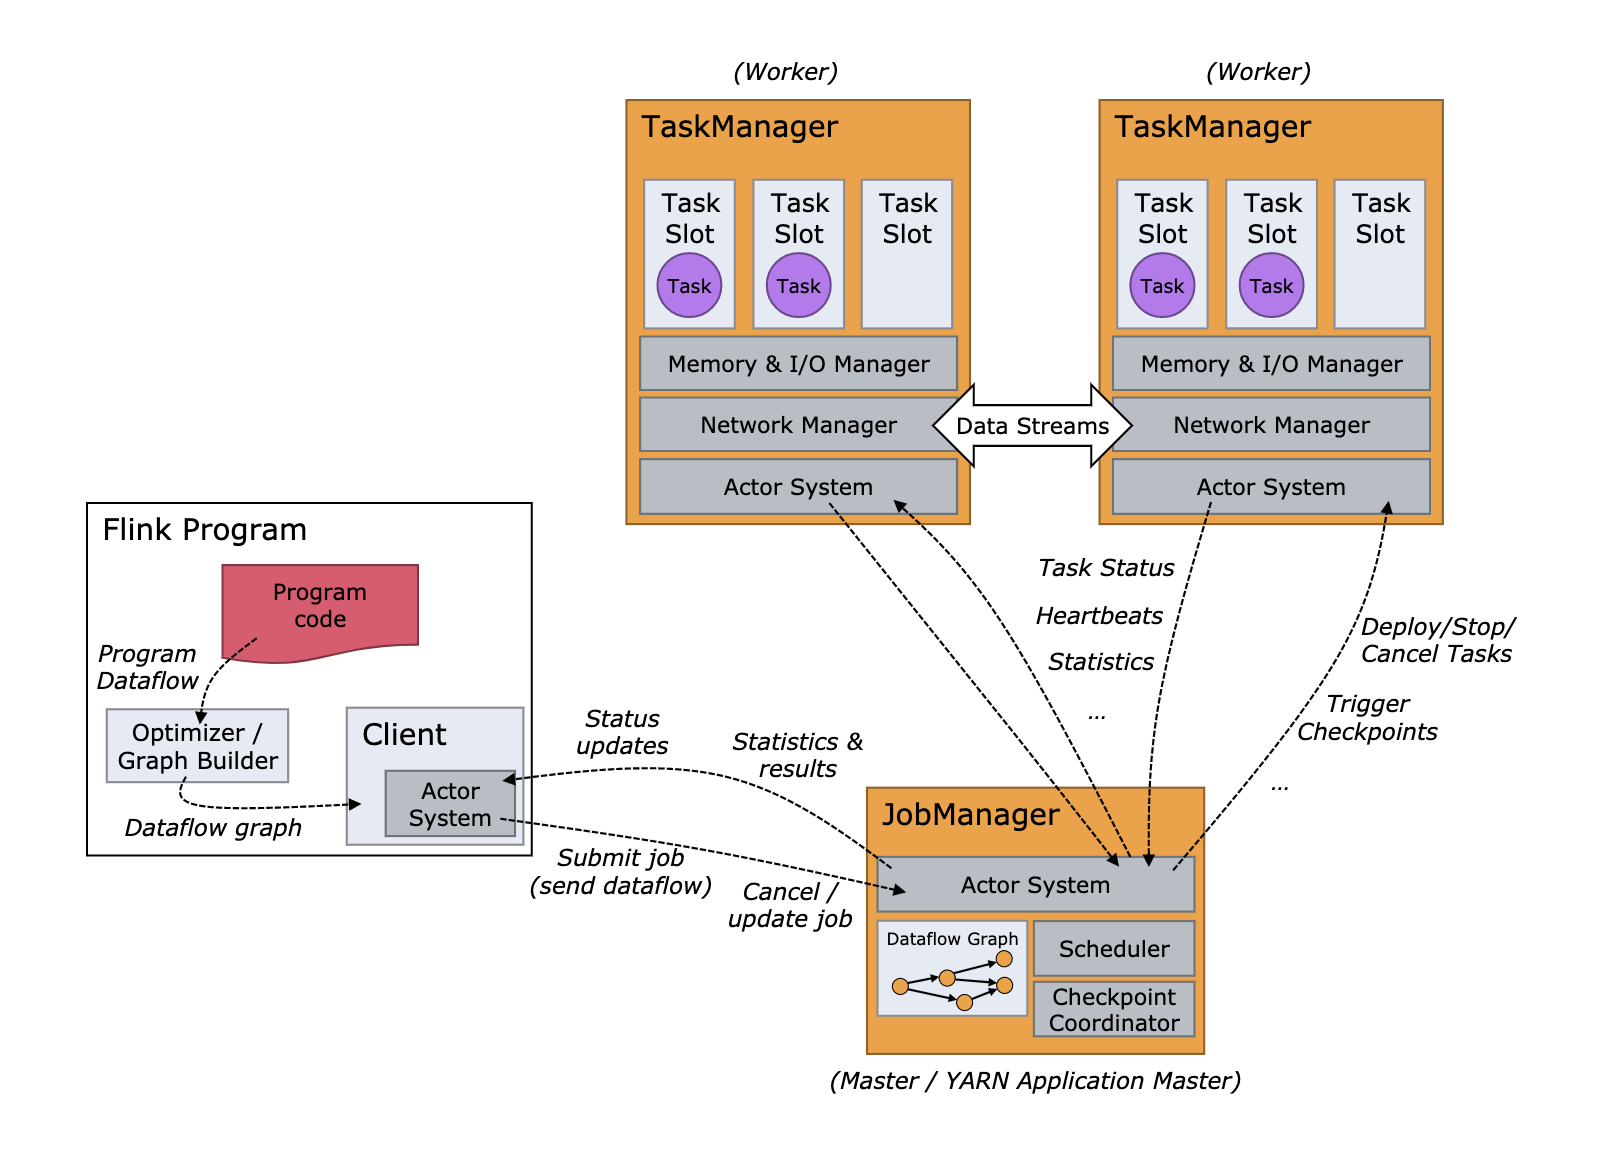 (Worker)
(Worker)
TaskManager
Task
Slot
Task
Task
Slot
Task
Task
Slot
Memory & I/O Manager
Network Manager
Actor System
TaskManager
Task
Slot
Task
Task
Slot
Task
Task
Slot
Memory & I/O Manager
Network Manager
Actor System
Data Streams
Flink Program
Program
code
Program
Dataflow
Optimizer /
Graph Builder
Dataflow graph
Client
Actor
System
Status
updates
Statistics &
results
Submit job
(send dataflow)
Cancel /
update job
Task Status
Heartbeats
Statistics
...
Deploy/Stop/
Cancel Tasks
Trigger
Checkpoints
...
JobManager
Actor System
Dataflow Graph
Scheduler
Checkpoint
Coordinator
(Master / YARN Application Master)